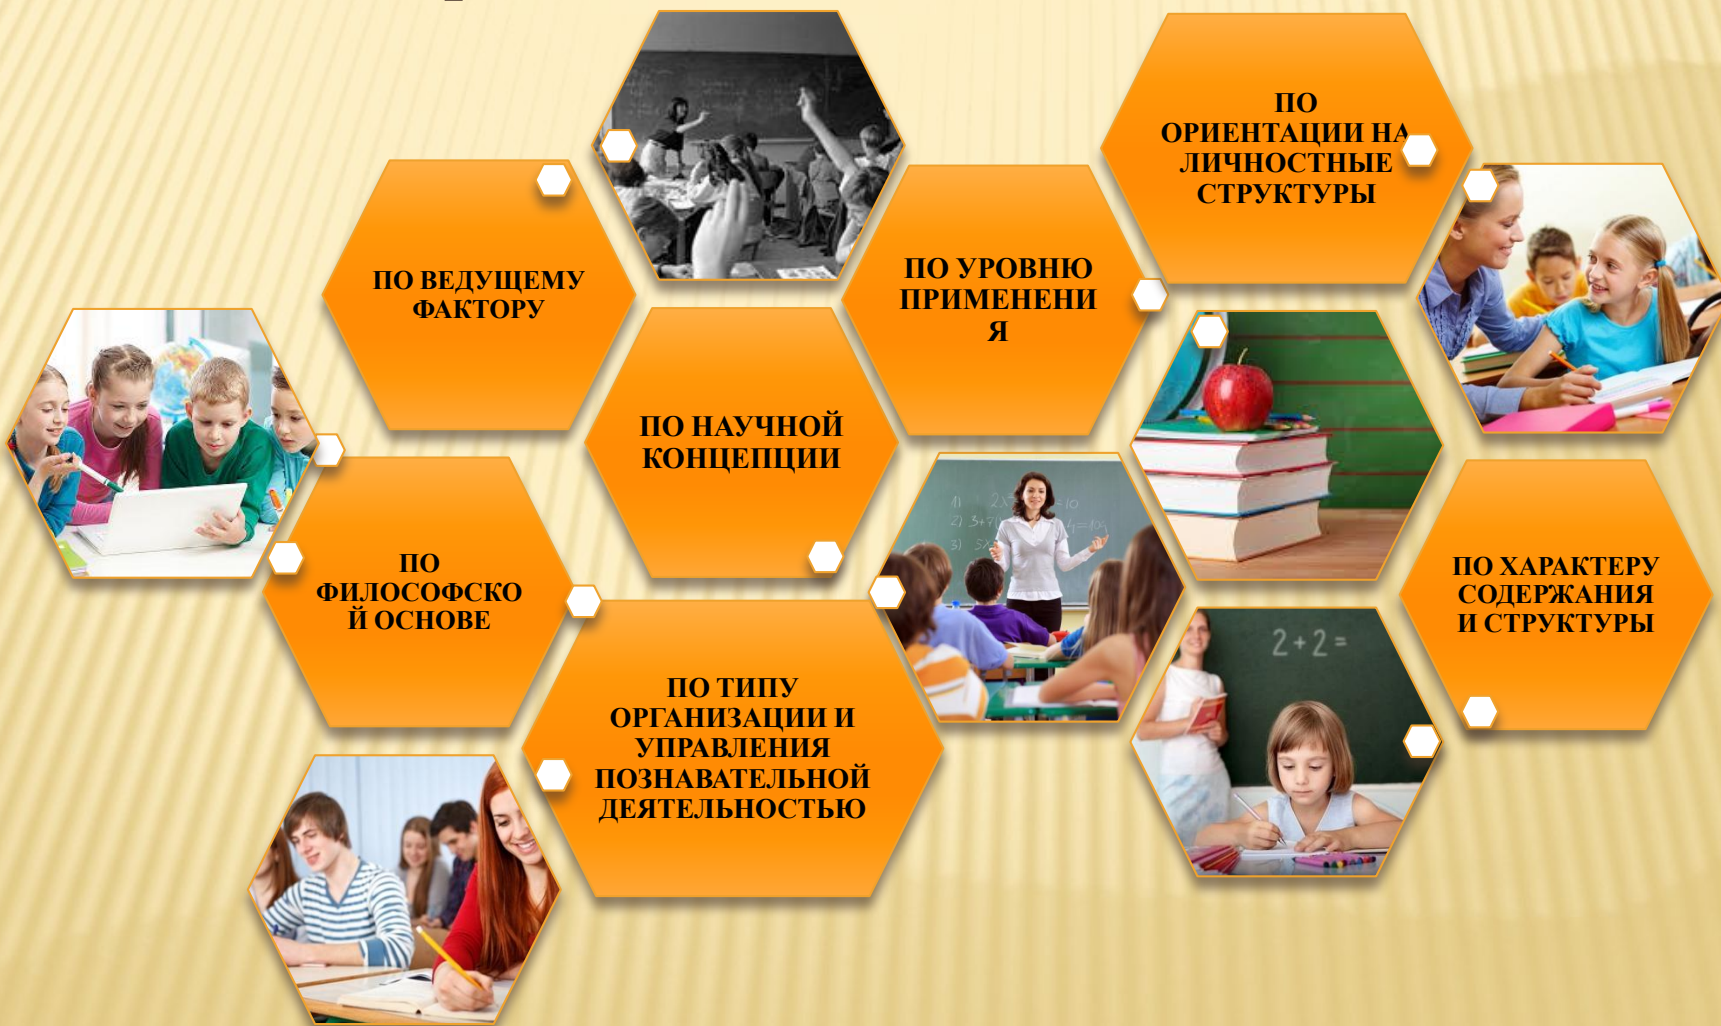 ПО
ОРИЕНТАЦИИ НА
ЛИЧНОСТНЫЕ
СТРУКТУРЫ
ПО ВЕДУЩЕМУ
ФАКТОРУ
ПО УРОВНЮ
ПРИМЕНЕНИ
Я
ПО НАУЧНОЙ
КОНЦЕПЦИИ
ПО
ФИЛОСОФСКО
Й ОСНОВЕ
ПО ТИПУ
ОРГАНИЗАЦИИ И
УПРАВЛЕНИЯ
ПОЗНАВАТЕЛЬНОЙ
ДЕЯТЕЛЬНОСТЬЮ
ПО ХАРАКТЕРУ
СОДЕРЖАНИЯ
И СТРУКТУРЫ
2+2=